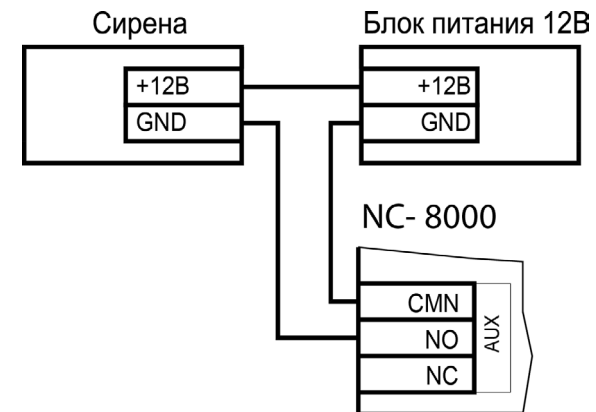 Сирена
Блок питания 12В
+12В
GND
+12В
GND
NC- 8000
CMN
NO
NC
AUX